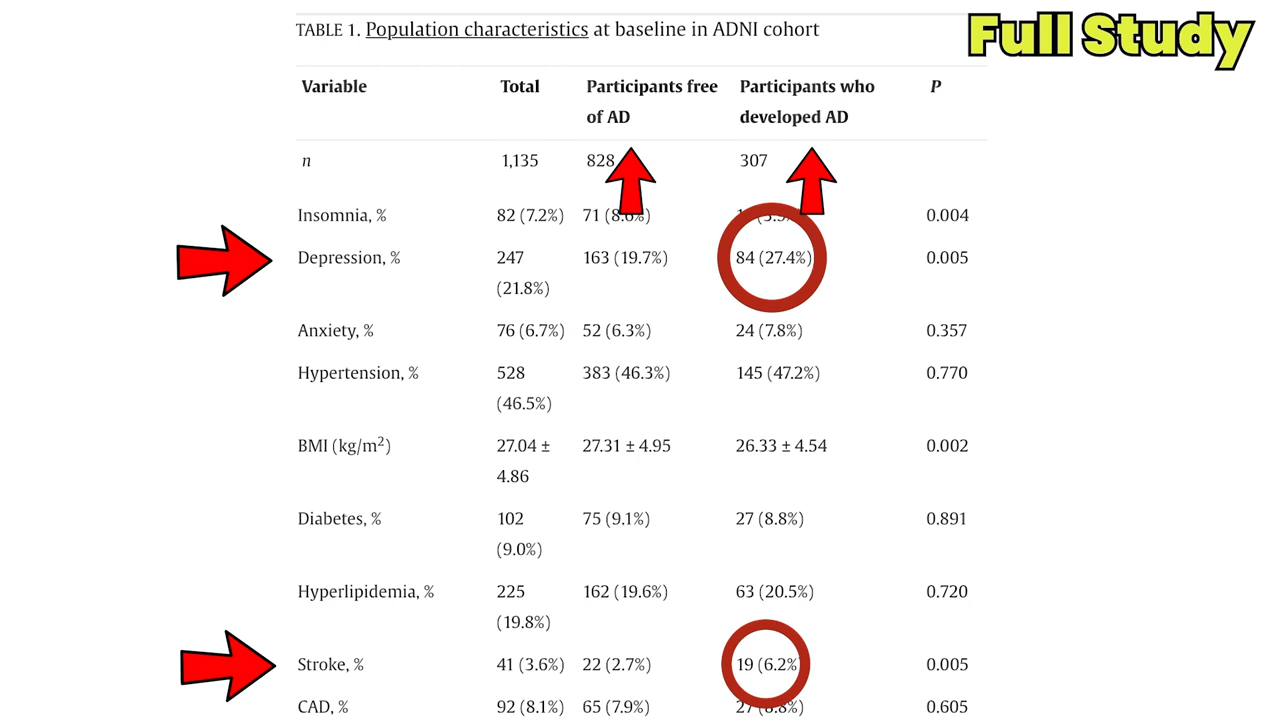 Full Study
TABLE 1. Population characteristics at baseline in ADNI cohort
Variable Total Participants free of AD Participants who developed AD P
n 1,135 828 307
Insomnia, % 82 (7.2%) 71 (8.6%) 0.004
Depression, % 247 (21.8%) 163 (19.7%) 84 (27.4%) 0.005
Anxiety, % 76 (6.7%) 52 (6.3%) 24 (7.8%) 0.357
Hypertension, % 528 (46.5%) 383 (46.3%) 145 (47.2%) 0.770
BMI (kg/m²) 27.04 ± 4.86 27.31 ± 4.95 26.33 ± 4.54 0.002
Diabetes, % 102 (9.0%) 75 (9.1%) 27 (8.8%) 0.891
Hyperlipidemia, % 225 (19.8%) 162 (19.6%) 63 (20.5%) 0.720
Stroke, % 41 (3.6%) 22 (2.7%) 19 (6.2%) 0.005
CAD, % 92 (8.1%) 65 (7.9%) 27 (8.8%) 0.605